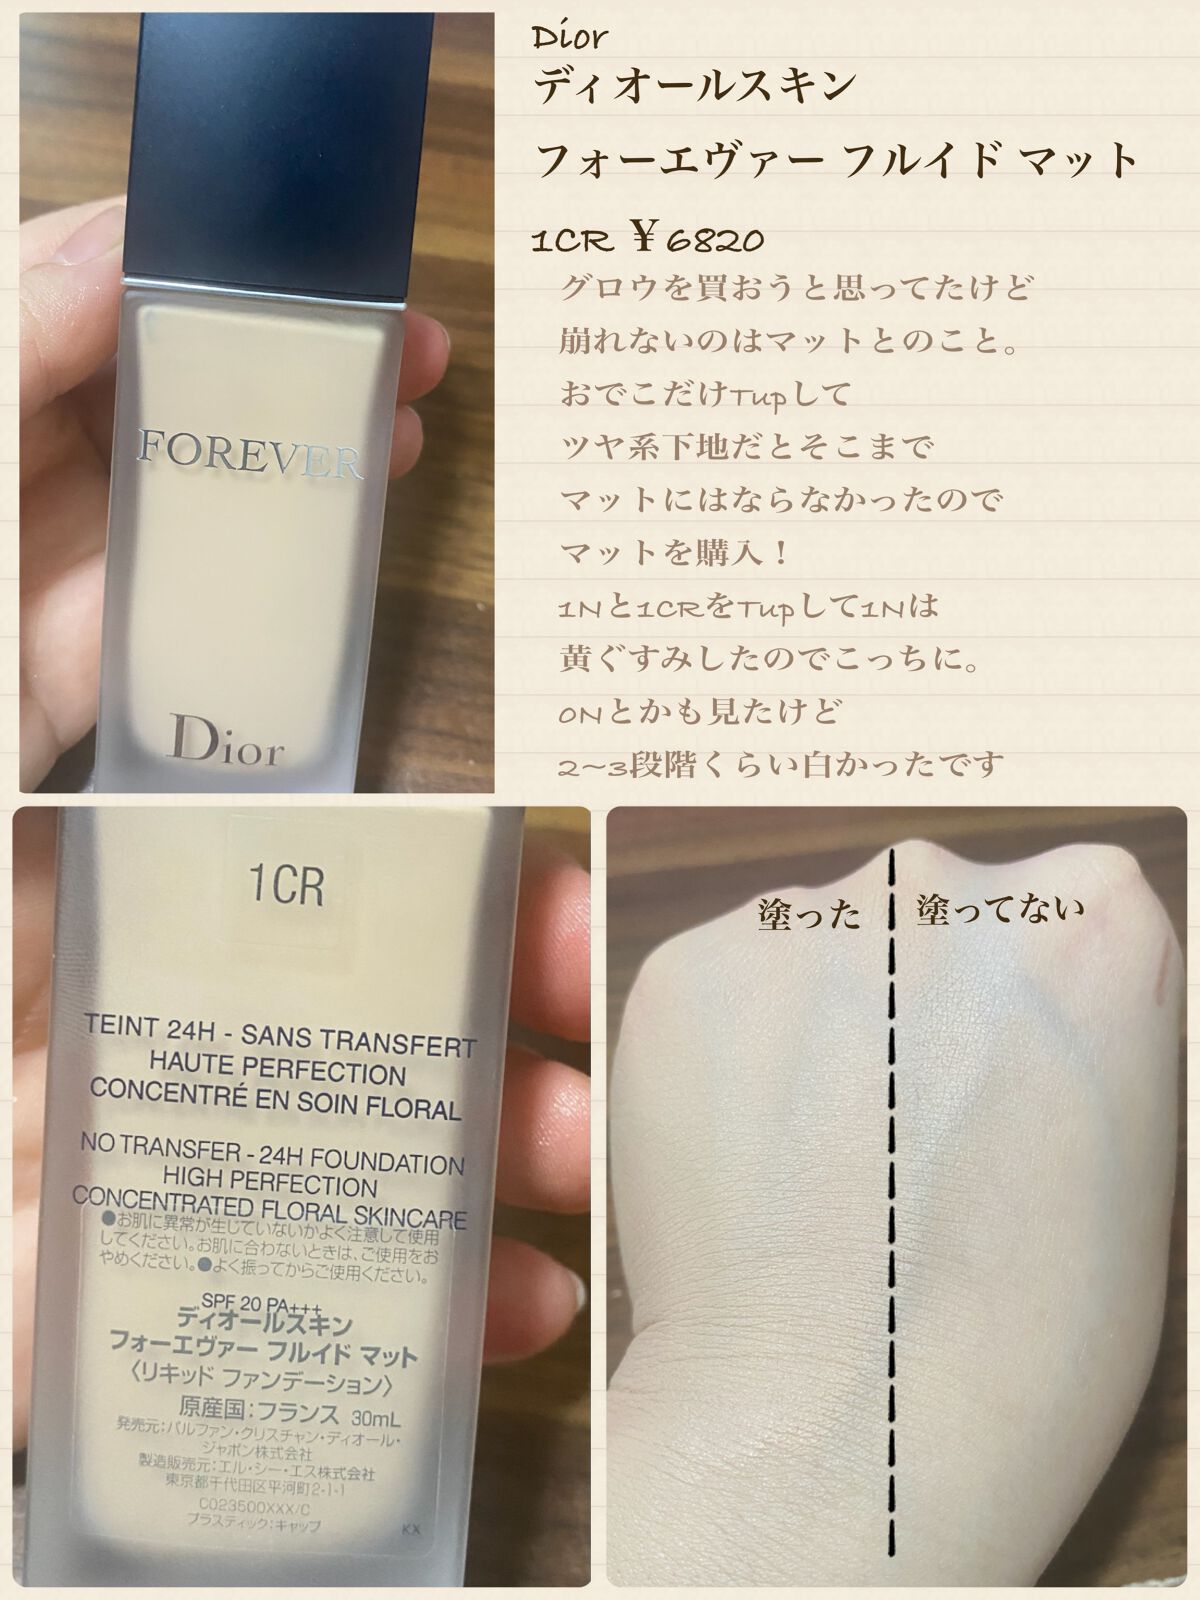 Dior
ディオールスキン
フォーエヴァー フルイド マット
1CR ￥6820
グロウを買おうと思ってたけど
崩れないのはマットとのこと。
おでこだけTupして
ツヤ系下地だとそこまで
マットにはならなかったので
マットを購入！
1Nと1CRをTupして1Nは
黄ぐすみしたのでこっちに。
0Nとかも見たけど
2~3段階くらい白かったです
FOREVER
Dior
1CR
TEINT 24H - SANS TRANSFERT
HAUTE PERFECTION
CONCENTRÉ EN SOIN FLORAL
NO TRANSFER - 24H FOUNDATION
HIGH PERFECTION
CONCENTRATED FLORAL SKINCARE
●お肌に異常が生じていないかよく注意して使用
してください。お肌に合わないときは、ご使用をお
やめください。●よく振ってからご使用ください。
SPF 20 PA+++
ディオールスキン
フォーエヴァー フルイド マット
〈リキッド ファンデーション〉
原産国：フランス 30mL
発売元：パルファン・クリスチャン・ディオール・
ジャポン株式会社
製造販売元：エル・シー・エス株式会社
東京都千代田区平河町2-1-1
C023500XXX/C
プラスティック：キャップ
KX
塗った
塗ってない